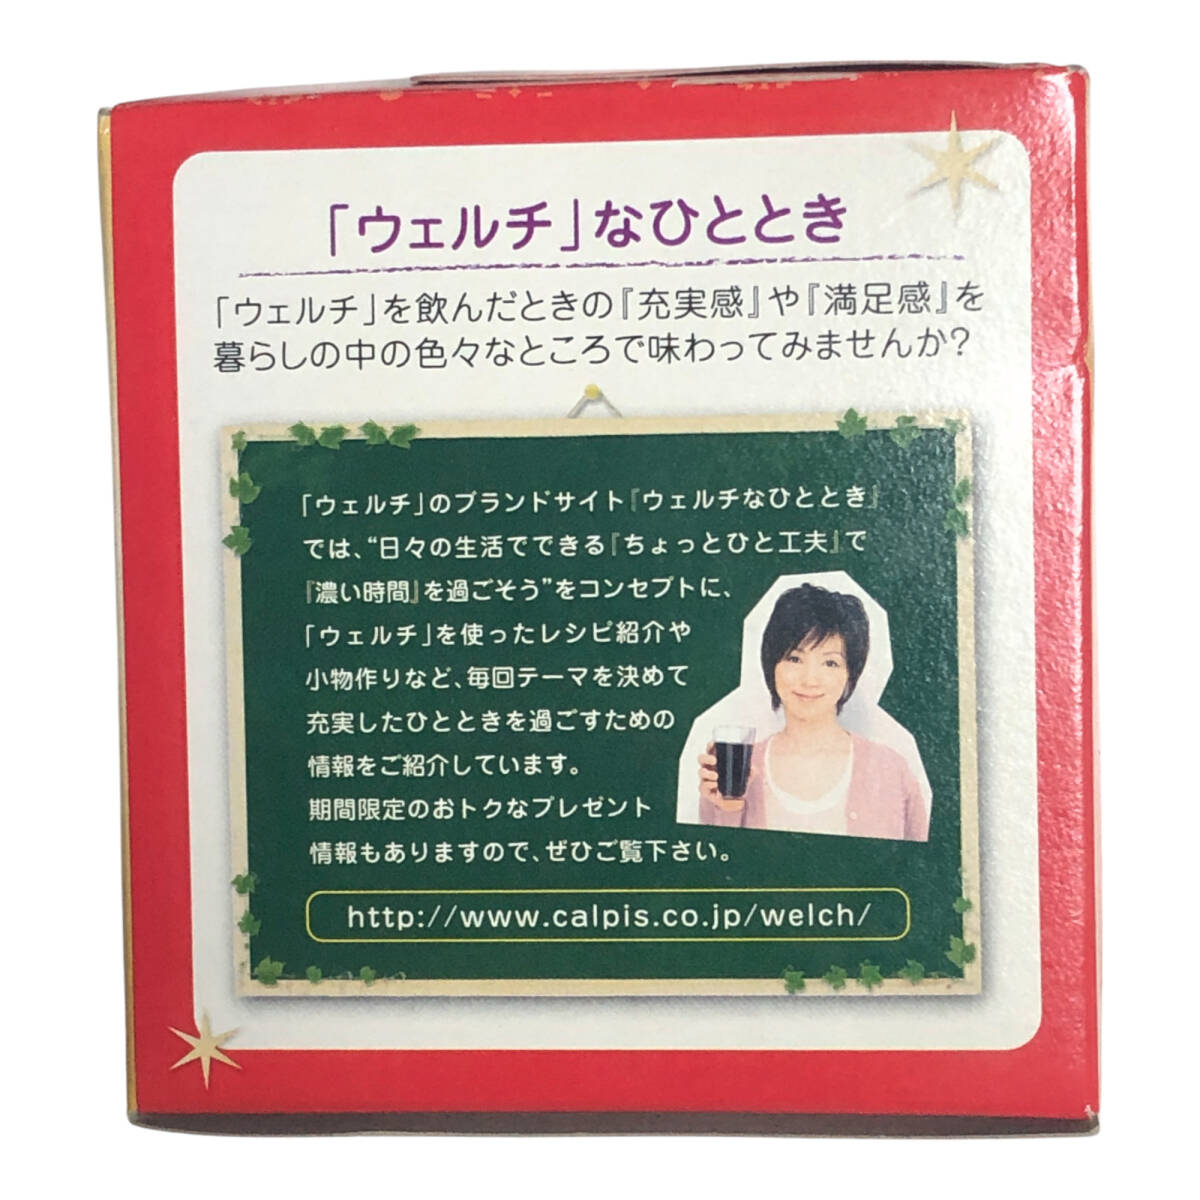 「ウェルチ」なひととき
「ウェルチ」を飲んだときの『充実感』や『満足感』を
暮らしの中の色々なところで味わってみませんか?
「ウェルチ」のブランドサイト『ウェルチなひととき』
では、“日々の生活でできる『ちょっとひと工夫』で
『濃い時間』を過ごそう”をコンセプトに、
「ウェルチ」を使ったレシピ紹介や
小物作りなど、毎回テーマを決めて
充実したひとときを過ごすための
情報をご紹介しています。
期間限定のおトクなプレゼント
情報もありますので、ぜひご覧下さい。
http://www.calpis.co.jp/welch/